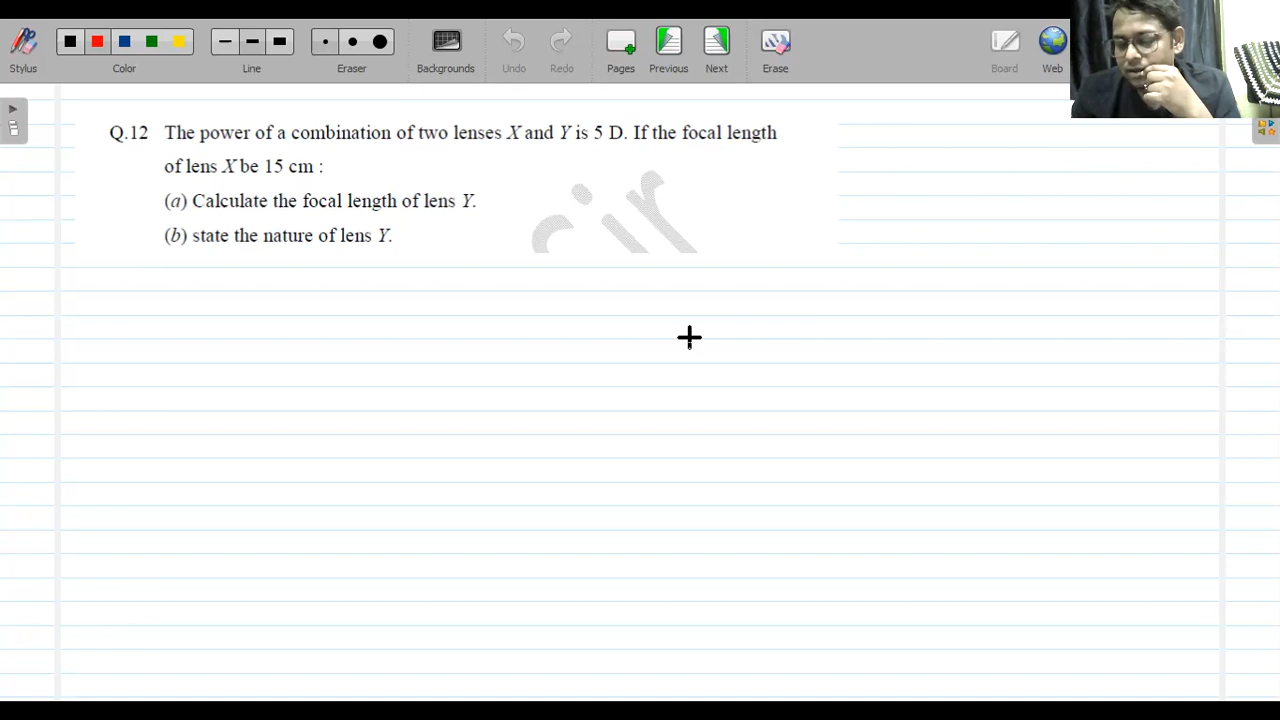 Stylus
Color
Line
Eraser
Backgrounds
Undo
Redo
Pages
Previous
Next
Erase
Board
Web
Q.12 The power of a combination of two lenses X and Y is 5 D. If the focal length
of lens X be 15 cm :
(a) Calculate the focal length of lens Y.
(b) state the nature of lens Y.
Sir